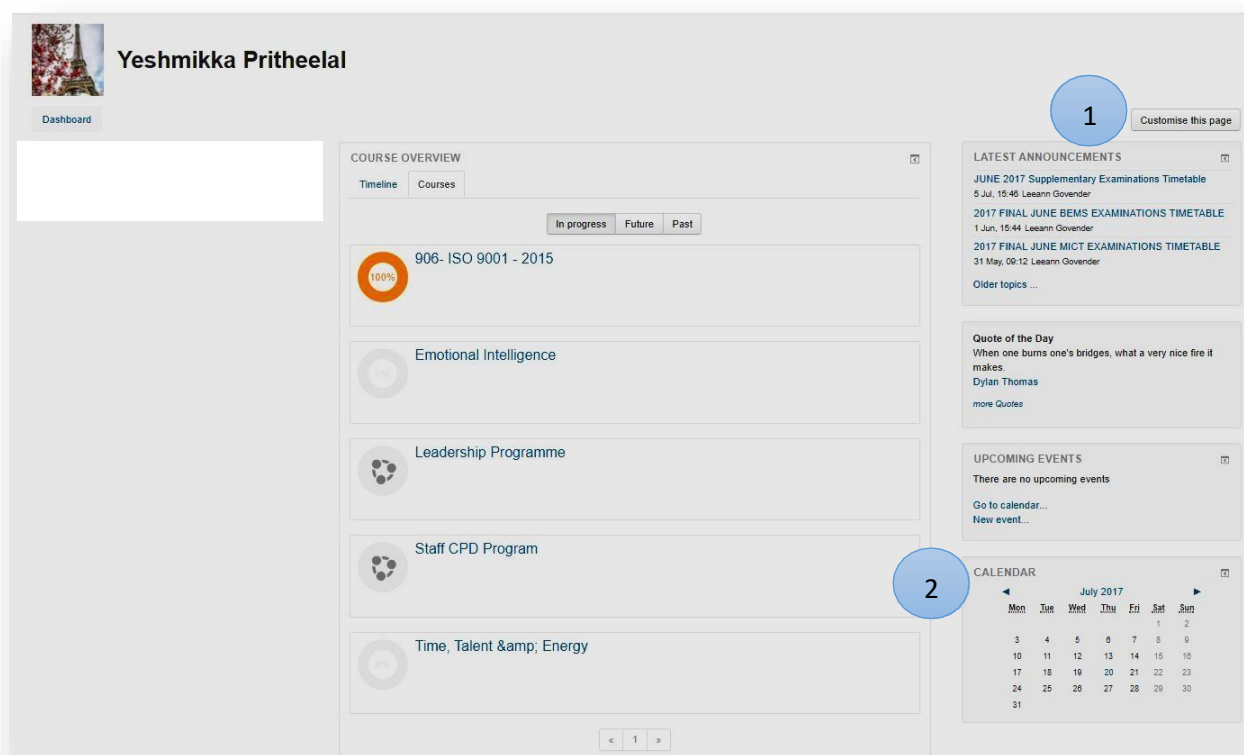 Yeshmikka Pritheelal
Dashboard
1
Customise this page
COURSE OVERVIEW
Timeline Courses
In progress Future Past
100%
906- ISO 9001 - 2015
Emotional Intelligence
Leadership Programme
Staff CPD Program
Time, Talent &amp;amp; Energy
« 1 »
LATEST ANNOUNCEMENTS
JUNE 2017 Supplementary Examinations Timetable
5 Jul, 15:46 Leeann Govender
2017 FINAL JUNE BEMS EXAMINATIONS TIMETABLE
1 Jun, 15:44 Leeann Govender
2017 FINAL JUNE MICT EXAMINATIONS TIMETABLE
31 May, 09:12 Leeann Govender
Older topics ...
Quote of the Day
When one burns one's bridges, what a very nice fire it
makes.
Dylan Thomas
more Quotes
UPCOMING EVENTS
There are no upcoming events
Go to calendar...
New event...
2
CALENDAR
◄ July 2017 ►
Mon Tue Wed Thu Fri Sat Sun
1 2
3 4 5 6 7 8 9
10 11 12 13 14 15 16
17 18 19 20 21 22 23
24 25 26 27 28 29 30
31